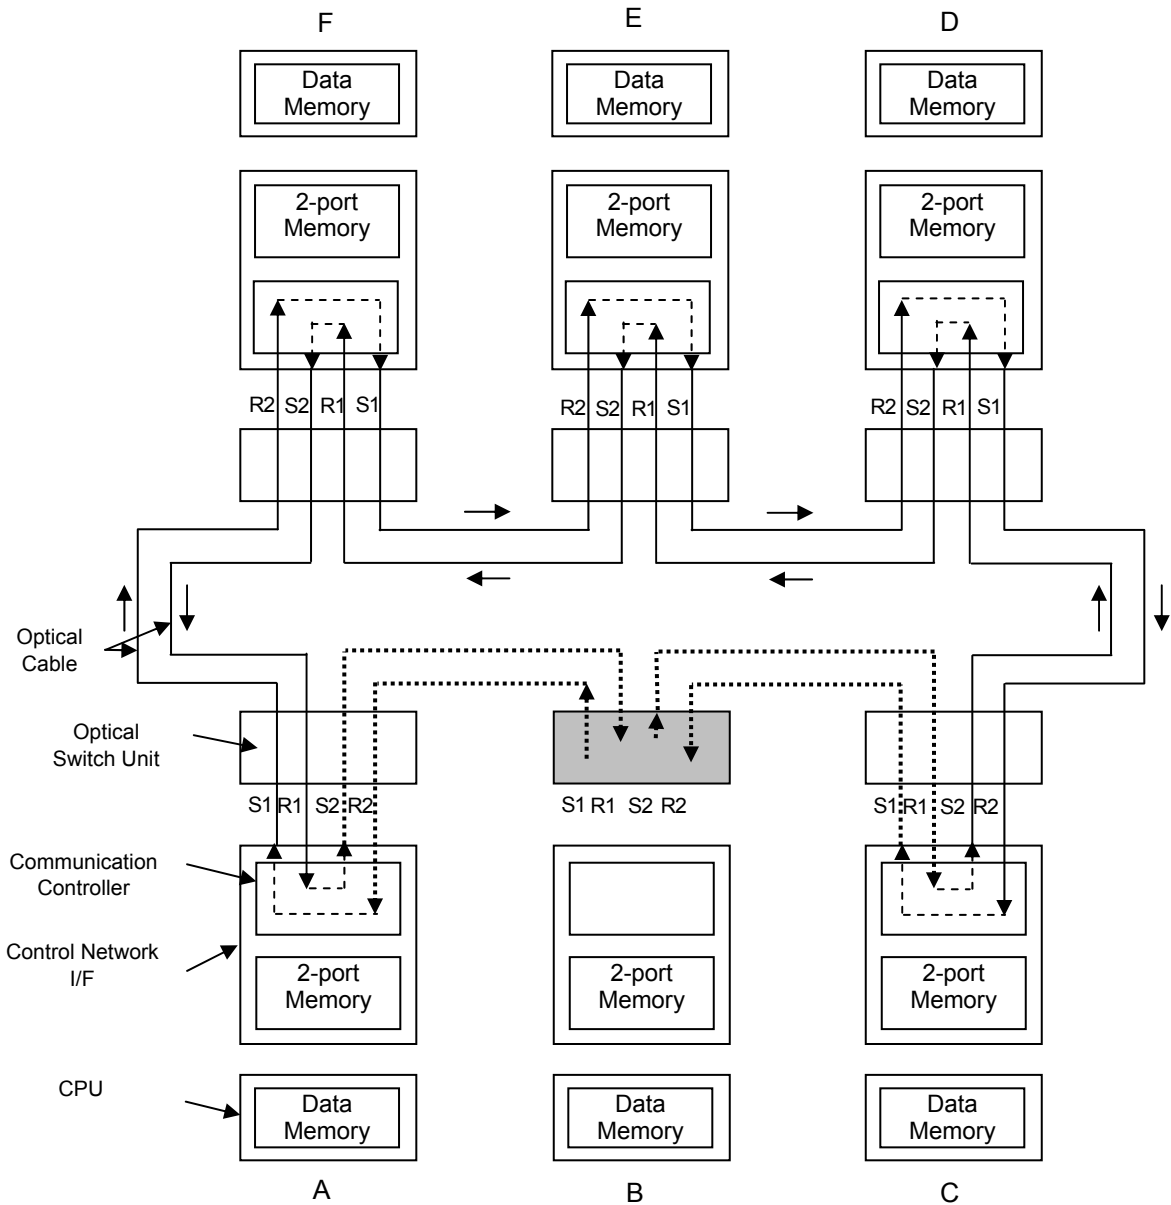 F E D
Data
Memory
Data
Memory
Data
Memory
2-port
Memory
2-port
Memory
2-port
Memory
R2 S2 R1 S1
R2 S2 R1 S1
R2 S2 R1 S1
Optical
Cable
Optical
Switch Unit
S1 R1 S2 R2
S1 R1 S2 R2
S1 R1 S2 R2
Communication
Controller
Control Network
I/F
2-port
Memory
2-port
Memory
2-port
Memory
CPU
Data
Memory
Data
Memory
Data
Memory
A B C